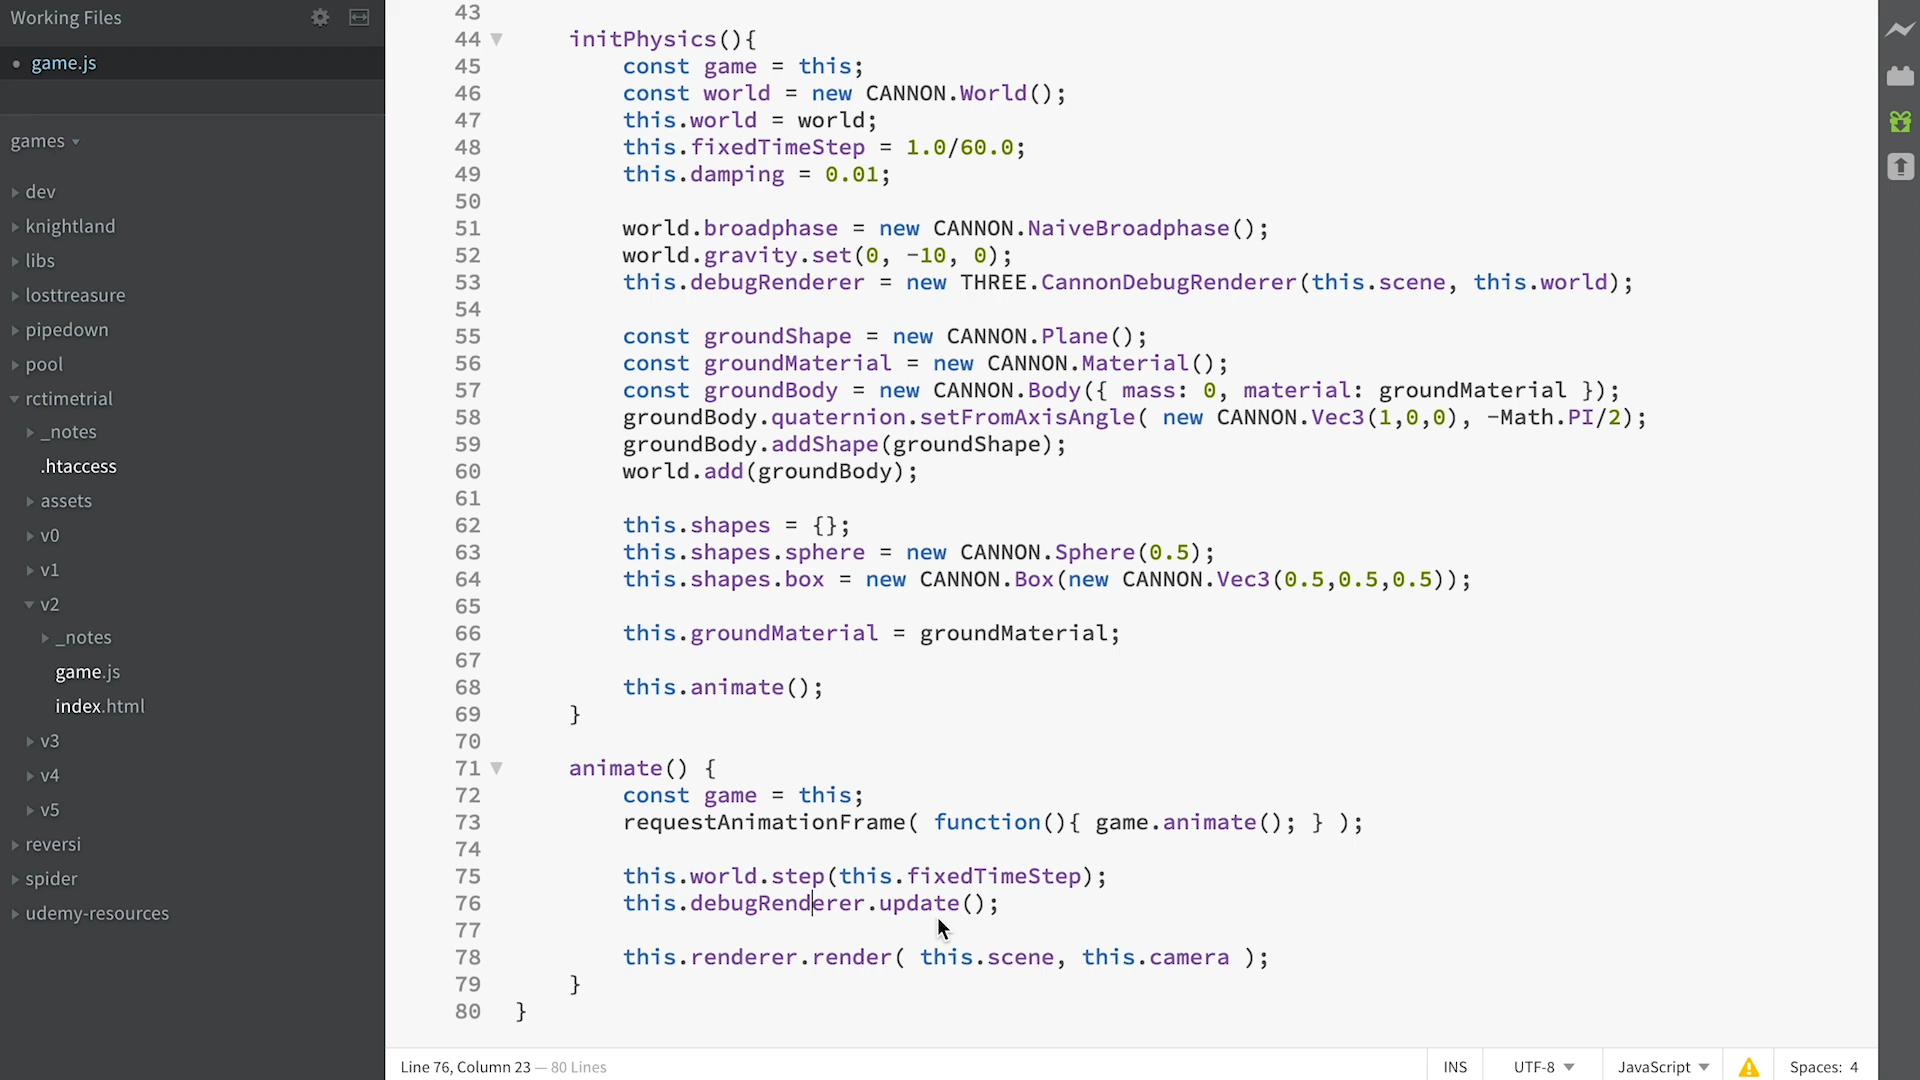 Working Files
game.js
games
dev
knightland
libs
losttreasure
pipedown
pool
rctimetrial
_notes
.htaccess
assets
v0
v1
v2
_notes
game.js
index.html
v3
v4
v5
reversi
spider
udemy-resources
43
44 initPhysics(){
45 const game = this;
46 const world = new CANNON.World();
47 this.world = world;
48 this.fixedTimeStep = 1.0/60.0;
49 this.damping = 0.01;
50
51 world.broadphase = new CANNON.NaiveBroadphase();
52 world.gravity.set(0, -10, 0);
53 this.debugRenderer = new THREE.CannonDebugRenderer(this.scene, this.world);
54
55 const groundShape = new CANNON.Plane();
56 const groundMaterial = new CANNON.Material();
57 const groundBody = new CANNON.Body({ mass: 0, material: groundMaterial });
58 groundBody.quaternion.setFromAxisAngle( new CANNON.Vec3(1,0,0), -Math.PI/2);
59 groundBody.addShape(groundShape);
60 world.add(groundBody);
61
62 this.shapes = {};
63 this.shapes.sphere = new CANNON.Sphere(0.5);
64 this.shapes.box = new CANNON.Box(new CANNON.Vec3(0.5,0.5,0.5));
65
66 this.groundMaterial = groundMaterial;
67
68 this.animate();
69 }
70
71 animate() {
72 const game = this;
73 requestAnimationFrame( function(){ game.animate(); } );
74
75 this.world.step(this.fixedTimeStep);
76 this.debugRenderer.update();
77
78 this.renderer.render( this.scene, this.camera );
79 }
80 }
Line 76, Column 23 — 80 Lines INS UTF-8 JavaScript Spaces: 4